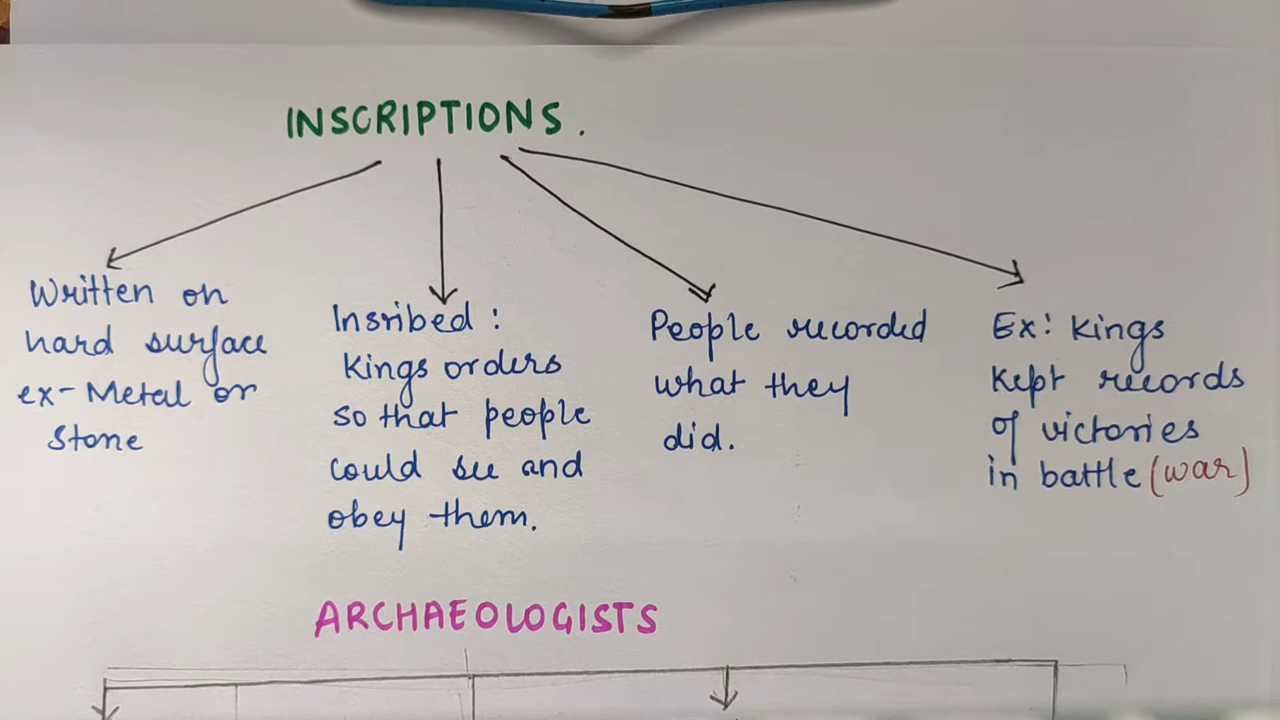 INSCRIPTIONS.
Written on
hard surface
ex-Metal or
Stone
Insribed :
Kings orders
so that people
could see and
obey them.
People recorded
what they
did.
Ex: Kings
Kept records
of victories
in battle (war)
ARCHAEOLOGISTS